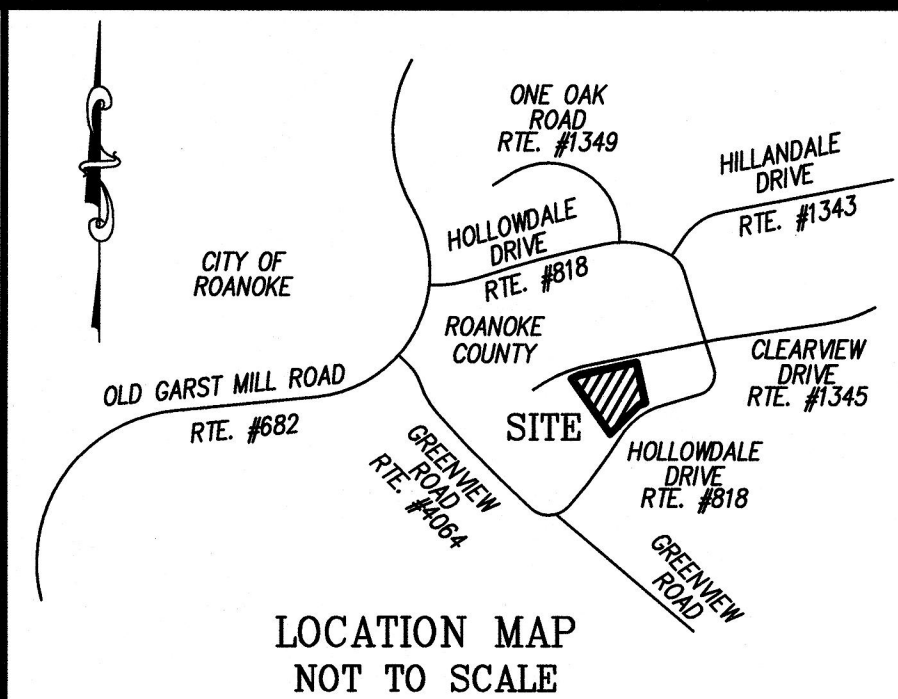 ONE OAK
ROAD
RTE. #1349
HILLANDALE
DRIVE
RTE. #1343
HOLLOWDALE
DRIVE
RTE. #818
CITY OF
ROANOKE
ROANOKE
COUNTY
CLEARVIEW
DRIVE
RTE. #1345
OLD GARST MILL ROAD
RTE. #682
SITE
GREENVIEW
ROAD
RTE. #4064
HOLLOWDALE
DRIVE
RTE. #818
GREENVIEW
ROAD
LOCATION MAP
NOT TO SCALE